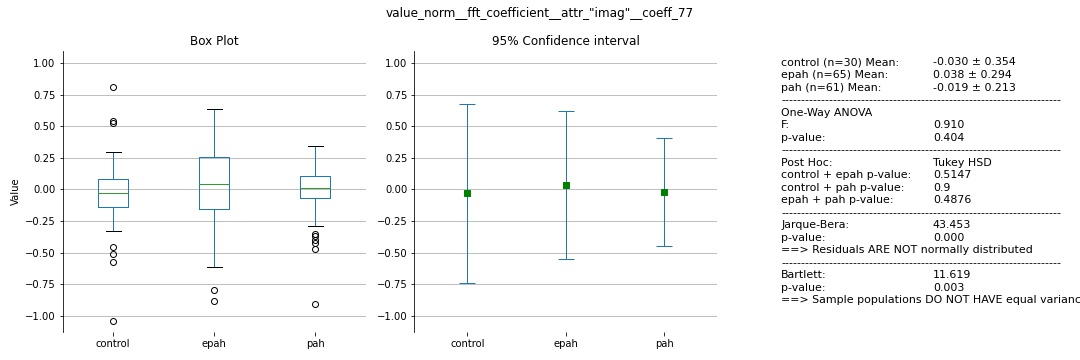 value_norm__fft_coefficient__attr_"imag"__coeff_77
Box Plot
1.00
0.75
0.50
0.25
0.00
−0.25
−0.50
−0.75
−1.00
Value
control epah pah
95% Confidence interval
1.00
0.75
0.50
0.25
0.00
−0.25
−0.50
−0.75
−1.00
control epah pah
control (n=30) Mean: -0.030 ± 0.354
epah (n=65) Mean: 0.038 ± 0.294
pah (n=61) Mean: -0.019 ± 0.213
One-Way ANOVA
F: 0.910
p-value: 0.404
Post Hoc: Tukey HSD
control + epah p-value: 0.5147
control + pah p-value: 0.9
epah + pah p-value: 0.4876
Jarque-Bera: 43.453
p-value: 0.000
==> Residuals ARE NOT normally distributed
Bartlett: 11.619
p-value: 0.003
==> Sample populations DO NOT HAVE equal varianc